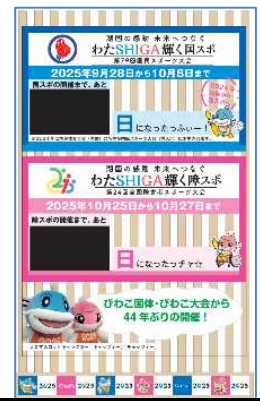 湖国の感動 未来へつなぐ
わたSHIGA輝く国スポ
第79回国民スポーツ大会
2025年9月28日から10月8日まで
国スポの開催まで、あと
日になったっふぃー!
湖国の感動 未来へつなぐ
わたSHIGA輝く障スポ
第24回全国障害者スポーツ大会
2025年10月25日から10月27日まで
障スポの開催まで、あと
日になったっチャ☆
びわこ国体・びわこ大会から
44年ぶりの開催!